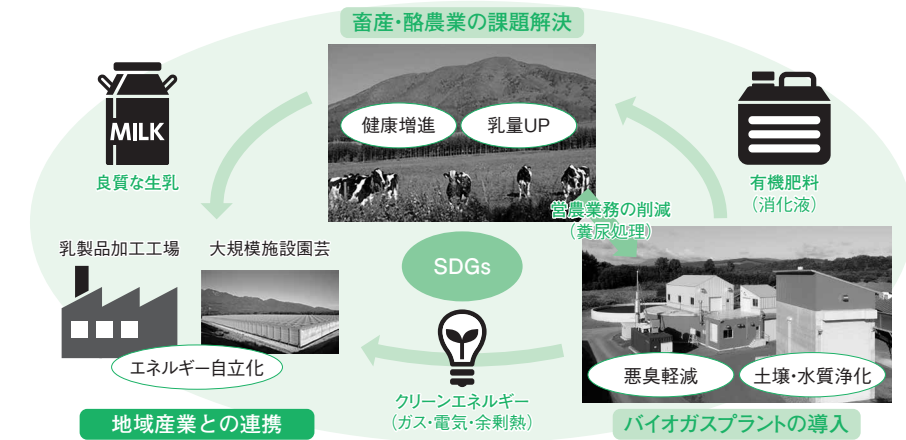 畜産・酪農業の課題解決
健康増進
乳量UP
MILK
良質な生乳
有機肥料
（消化液）
営農業務の削減
（糞尿処理）
乳製品加工工場
大規模施設園芸
SDGs
エネルギー自立化
クリーンエネルギー
（ガス・電気・余剰熱）
悪臭軽減
土壌・水質浄化
地域産業との連携
バイオガスプラントの導入